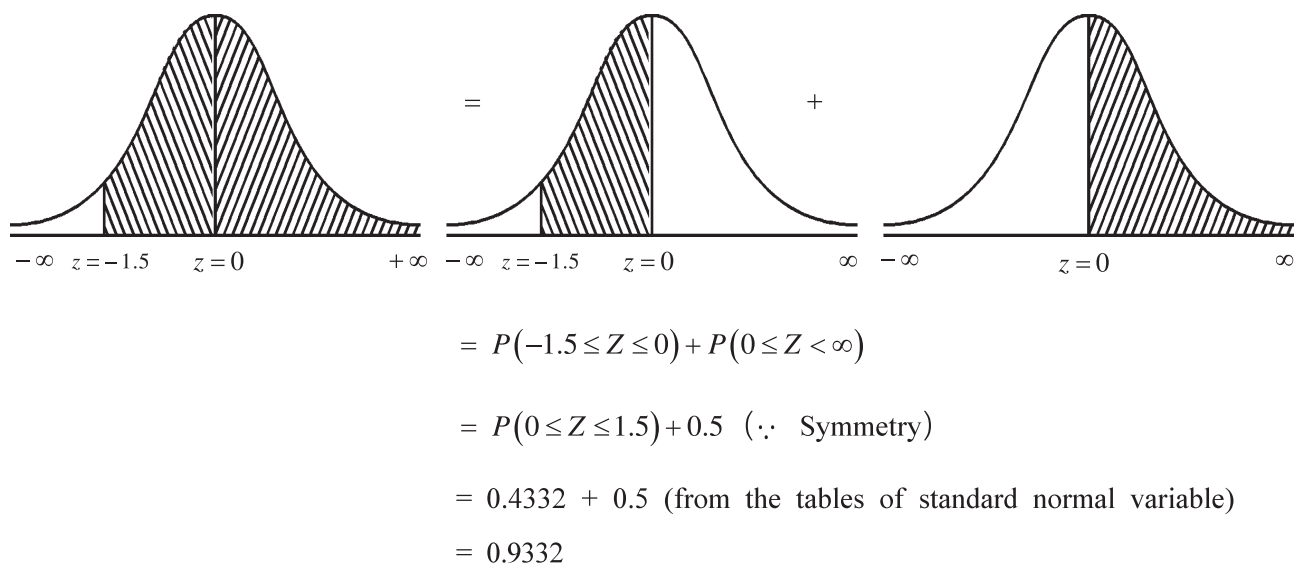 = +
−∞ z=−1.5 z=0 +∞ −∞ z=−1.5 z=0 ∞ −∞ z=0 ∞
= P(−1.5≤Z≤0)+P(0≤Z<∞)
= P(0≤Z≤1.5)+0.5 (∵ Symmetry)
= 0.4332 + 0.5 (from the tables of standard normal variable)
= 0.9332